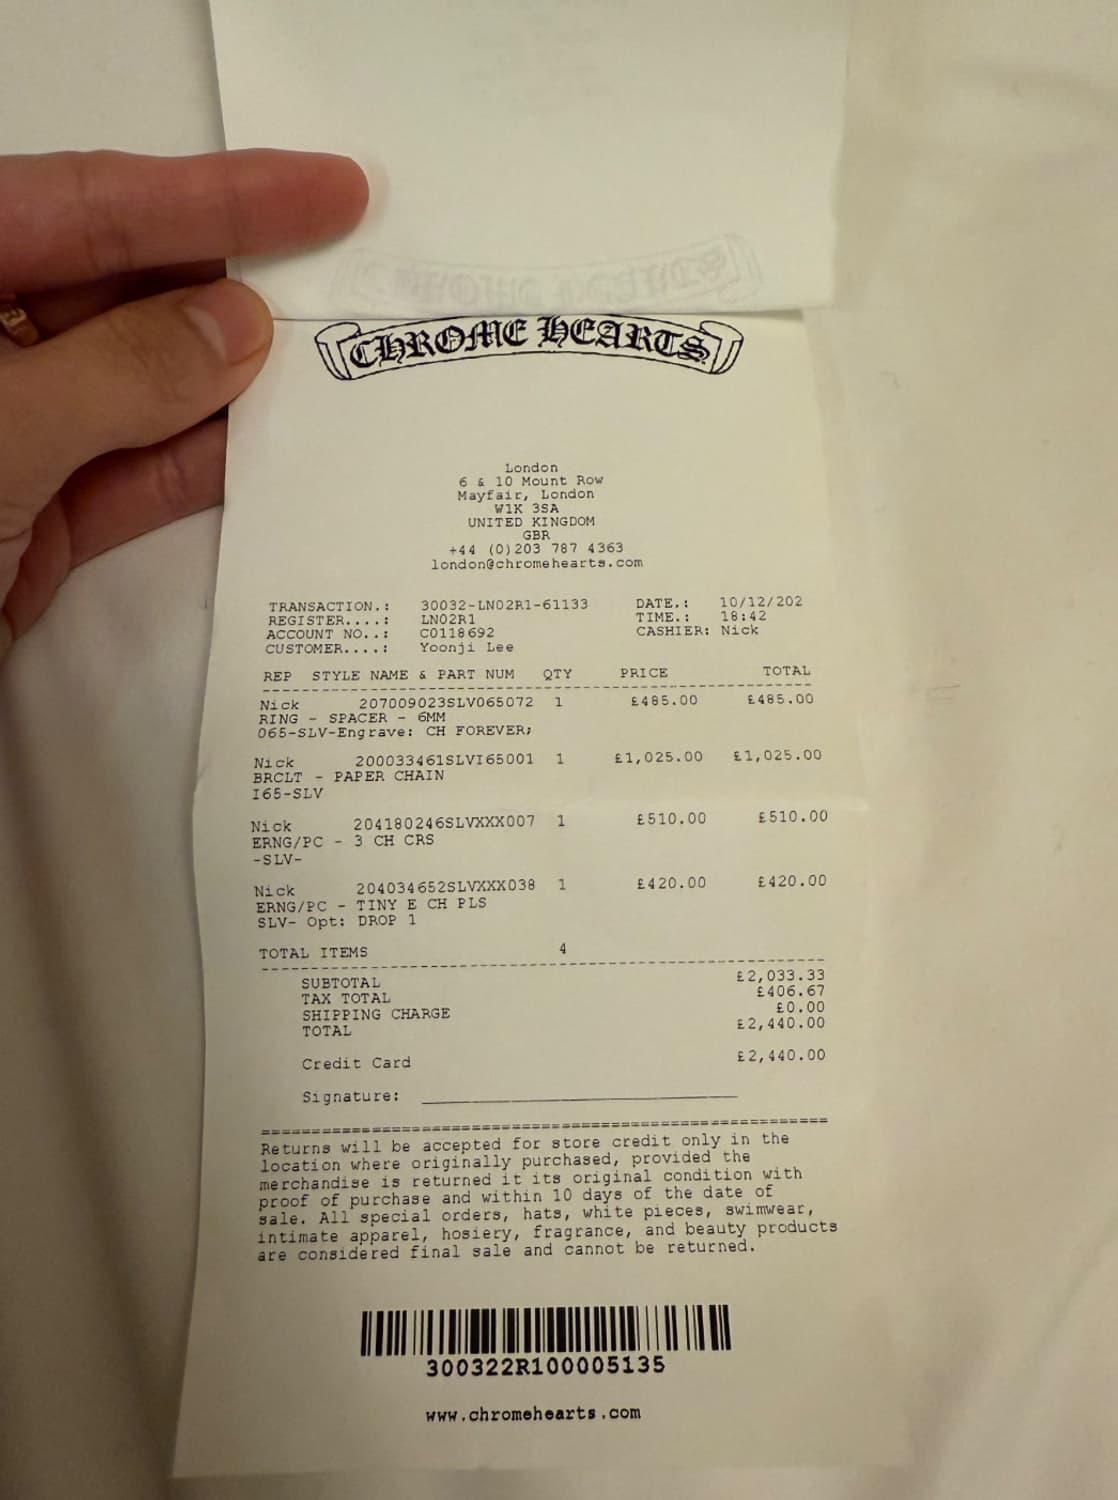 CHROME HEARTS
London
6 & 10 Mount Row
Mayfair, London
W1K 3SA
UNITED KINGDOM
GBR
+44 (0)203 787 4363
london@chromehearts.com
TRANSACTION.: 30032-LN02R1-61133 DATE.: 10/12/202
REGISTER....: LN02R1 TIME.: 18:42
ACCOUNT NO..: C0118692 CASHIER: Nick
CUSTOMER....: Yoonji Lee
REP STYLE NAME & PART NUM QTY PRICE TOTAL
Nick 207009023SLV065072 1 £485.00 £485.00
RING - SPACER - 6MM
065-SLV-Engrave: CH FOREVER;
Nick 200033461SLVI65001 1 £1,025.00 £1,025.00
BRCLT - PAPER CHAIN
I65-SLV
Nick 204180246SLVXXX007 1 £510.00 £510.00
ERNG/PC - 3 CH CRS
-SLV-
Nick 204034652SLVXXX038 1 £420.00 £420.00
ERNG/PC - TINY E CH PLS
SLV- Opt: DROP 1
TOTAL ITEMS 4
SUBTOTAL £2,033.33
TAX TOTAL £406.67
SHIPPING CHARGE £0.00
TOTAL £2,440.00
Credit Card £2,440.00
Signature:
Returns will be accepted for store credit only in the
location where originally purchased, provided the
merchandise is returned it its original condition with
proof of purchase and within 10 days of the date of
sale. All special orders, hats, white pieces, swimwear,
intimate apparel, hosiery, fragrance, and beauty products
are considered final sale and cannot be returned.
300322R100005135
www.chromehearts.com